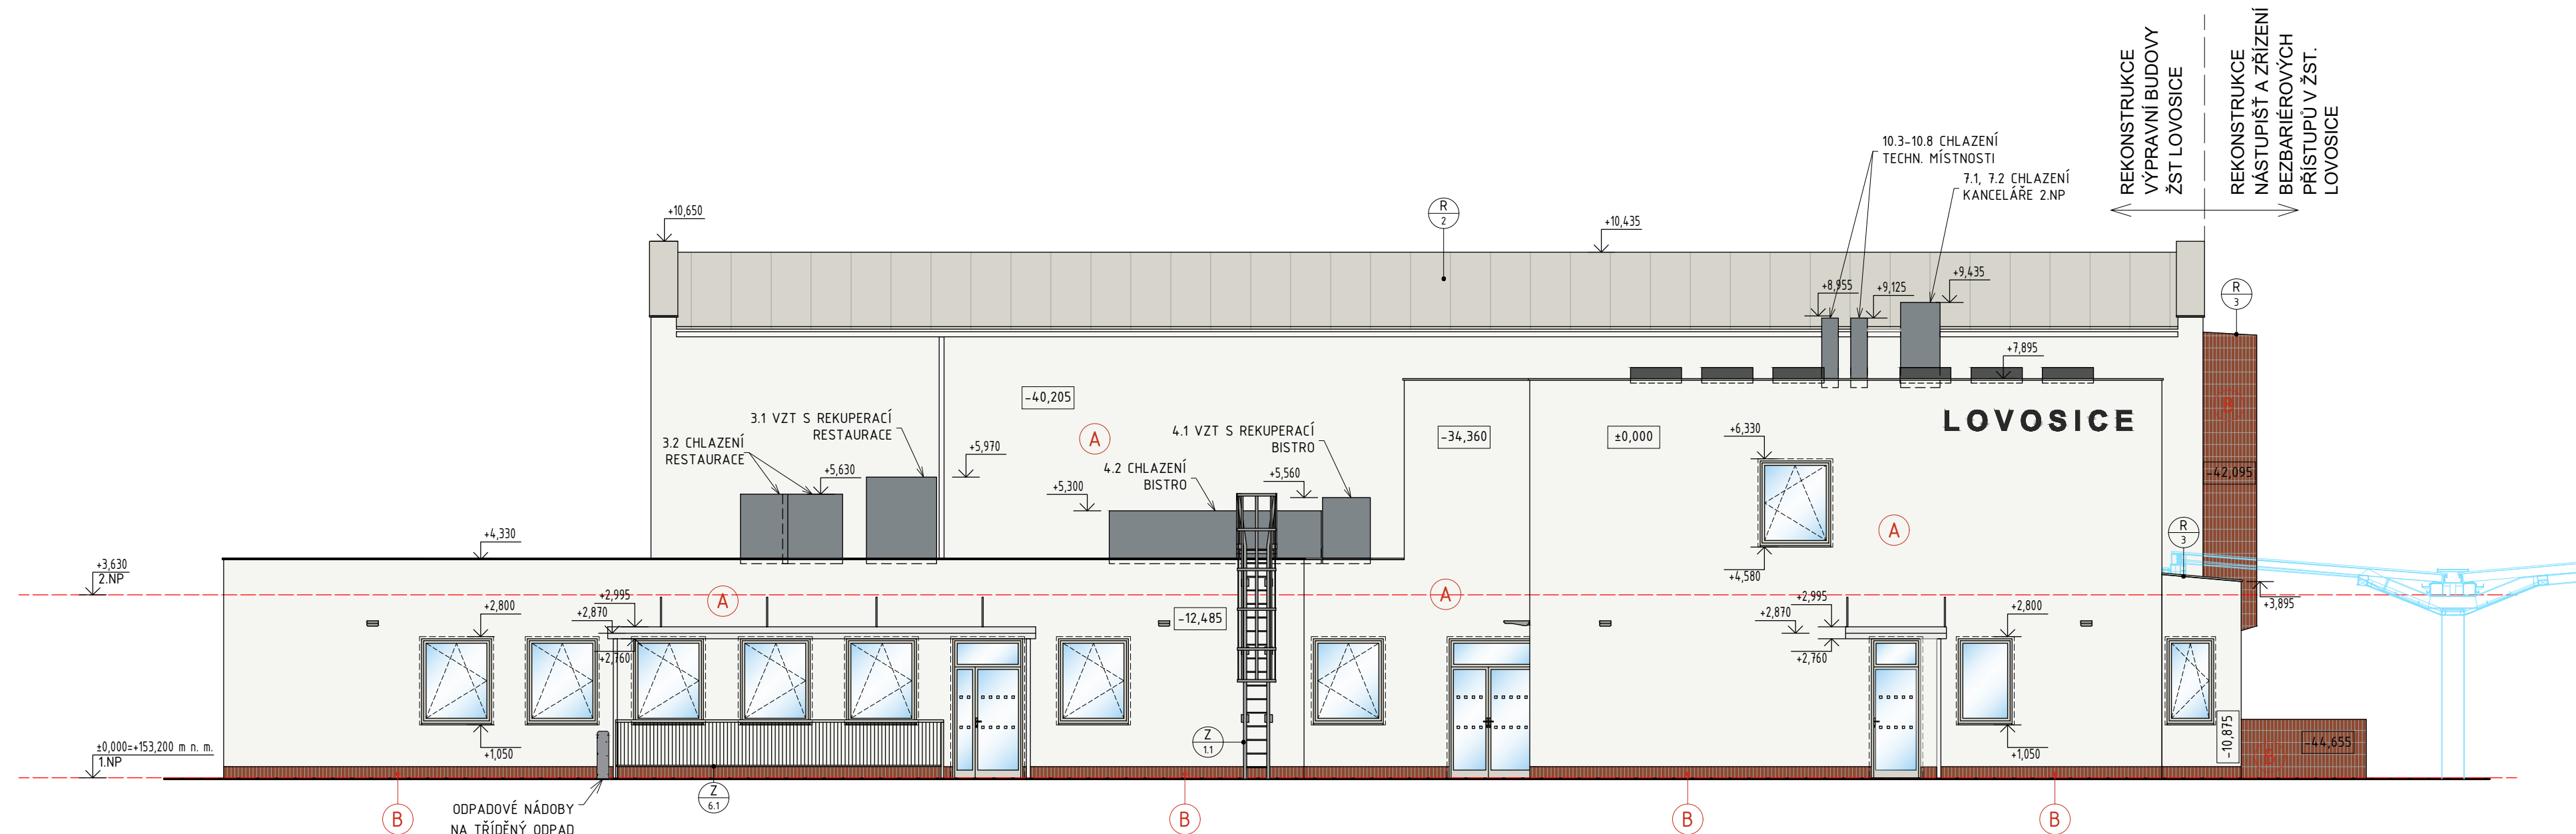 REKONSTRUKCE
VÝPRAVNÍ BUDOVY
ŽST LOVOSICE
REKONSTRUKCE
NÁSTUPIŠŤ A ZŘÍZENÍ
BEZBARIÉROVÝCH
PŘÍSTUPŮ V ŽST.
LOVOSICE
10.3-10.8 CHLAZENÍ
TECHN. MÍSTNOSTI
7.1, 7.2 CHLAZENÍ
KANCELÁŘE 2.NP
+10,650
R
2
+10,435
+9,435
+8,955
+9,125
R
3
+7,895
-40,205
3.1 VZT S REKUPERACÍ
RESTAURACE
3.2 CHLAZENÍ
RESTAURACE
+5,970
+5,630
A
4.1 VZT S REKUPERACÍ
BISTRO
4.2 CHLAZENÍ
BISTRO
+5,560
+5,300
-34,360
±0,000
+6,330
LOVOSICE
B
-42,095
A
R
3
+4,330
+3,630
2.NP
+4,580
+3,895
A
A
+2,995
+2,870
+2,800
+2,760
-12,485
+2,995
+2,870
+2,800
+2,760
±0,000=+153,200 m n. m.
1.NP
+1,050
Z
1.1
+1,050
-10,875
-44,655
B
Z
6.1
ODPADOVÉ NÁDOBY
NA TŘÍDĚNÝ ODPAD
B
B
B
B